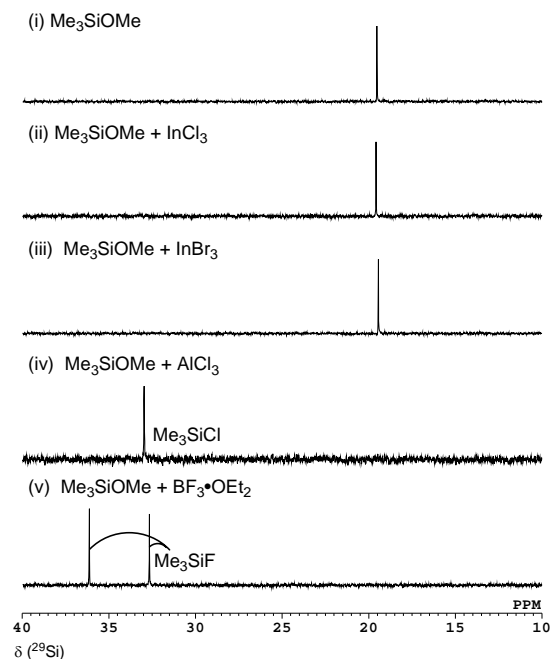 (i) Me₃SiOMe
(ii) Me₃SiOMe + InCl₃
(iii) Me₃SiOMe + InBr₃
(iv) Me₃SiOMe + AlCl₃
Me₃SiCl
(v) Me₃SiOMe + BF₃•OEt₂
Me₃SiF
PPM
40 35 30 25 20 15 10
δ (²⁹Si)